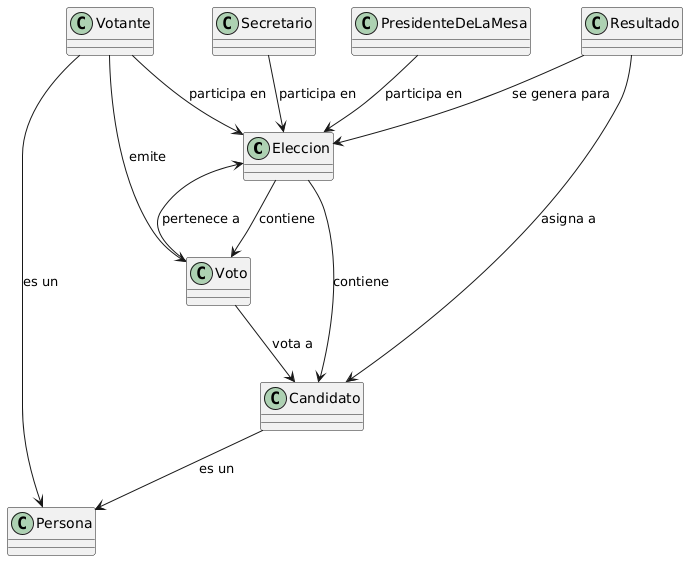 C Votante
C Secretario
C PresidenteDeLaMesa
C Resultado
participa en
participa en
participa en
se genera para
C Eleccion
emite
pertenece a
contiene
asigna a
C Voto
es un
contiene
vota a
C Candidato
es un
C Persona